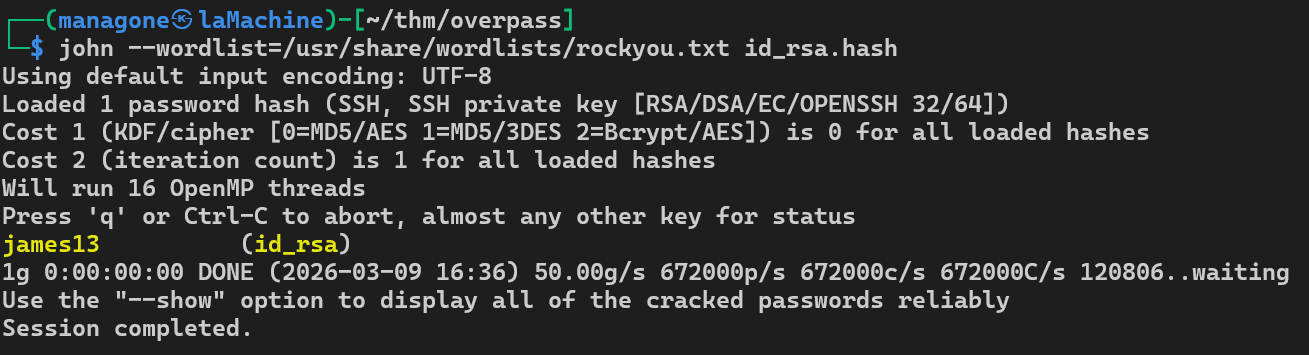 ┌──(managone㉿laMachine)-[~/thm/overpass]
└─$ john --wordlist=/usr/share/wordlists/rockyou.txt id_rsa.hash
Using default input encoding: UTF-8
Loaded 1 password hash (SSH, SSH private key [RSA/DSA/EC/OPENSSH 32/64])
Cost 1 (KDF/cipher [0=MD5/AES 1=MD5/3DES 2=Bcrypt/AES]) is 0 for all loaded hashes
Cost 2 (iteration count) is 1 for all loaded hashes
Will run 16 OpenMP threads
Press 'q' or Ctrl-C to abort, almost any other key for status
james13          (id_rsa)
1g 0:00:00:00 DONE (2026-03-09 16:36) 50.00g/s 672000p/s 672000c/s 672000C/s 120806..waiting
Use the "--show" option to display all of the cracked passwords reliably
Session completed.